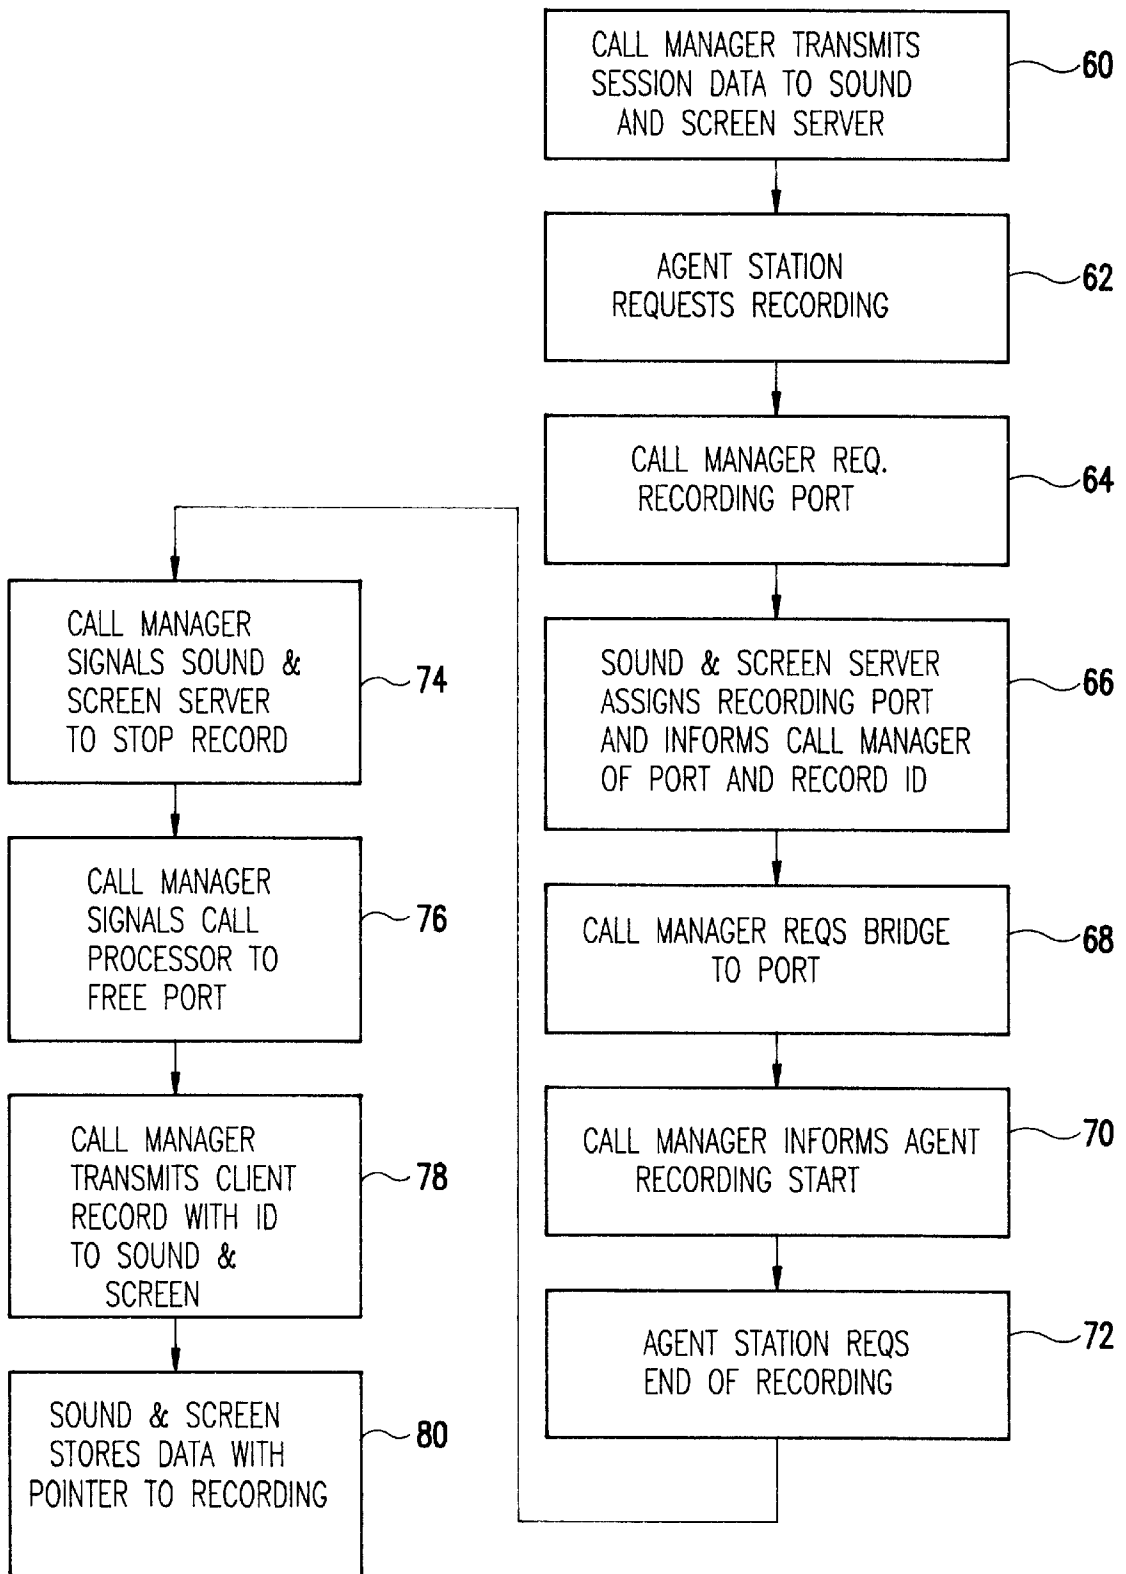 CALL MANAGER TRANSMITS
SESSION DATA TO SOUND
AND SCREEN SERVER
60
AGENT STATION
REQUESTS RECORDING
62
CALL MANAGER REQ.
RECORDING PORT
64
SOUND & SCREEN SERVER
ASSIGNS RECORDING PORT
AND INFORMS CALL MANAGER
OF PORT AND RECORD ID
66
CALL MANAGER REQS BRIDGE
TO PORT
68
CALL MANAGER INFORMS AGENT
RECORDING START
70
AGENT STATION REQS
END OF RECORDING
72
CALL MANAGER
SIGNALS SOUND &
SCREEN SERVER
TO STOP RECORD
74
CALL MANAGER
SIGNALS CALL
PROCESSOR TO
FREE PORT
76
CALL MANAGER
TRANSMITS CLIENT
RECORD WITH ID
TO SOUND &
SCREEN
78
SOUND & SCREEN
STORES DATA WITH
POINTER TO RECORDING
80